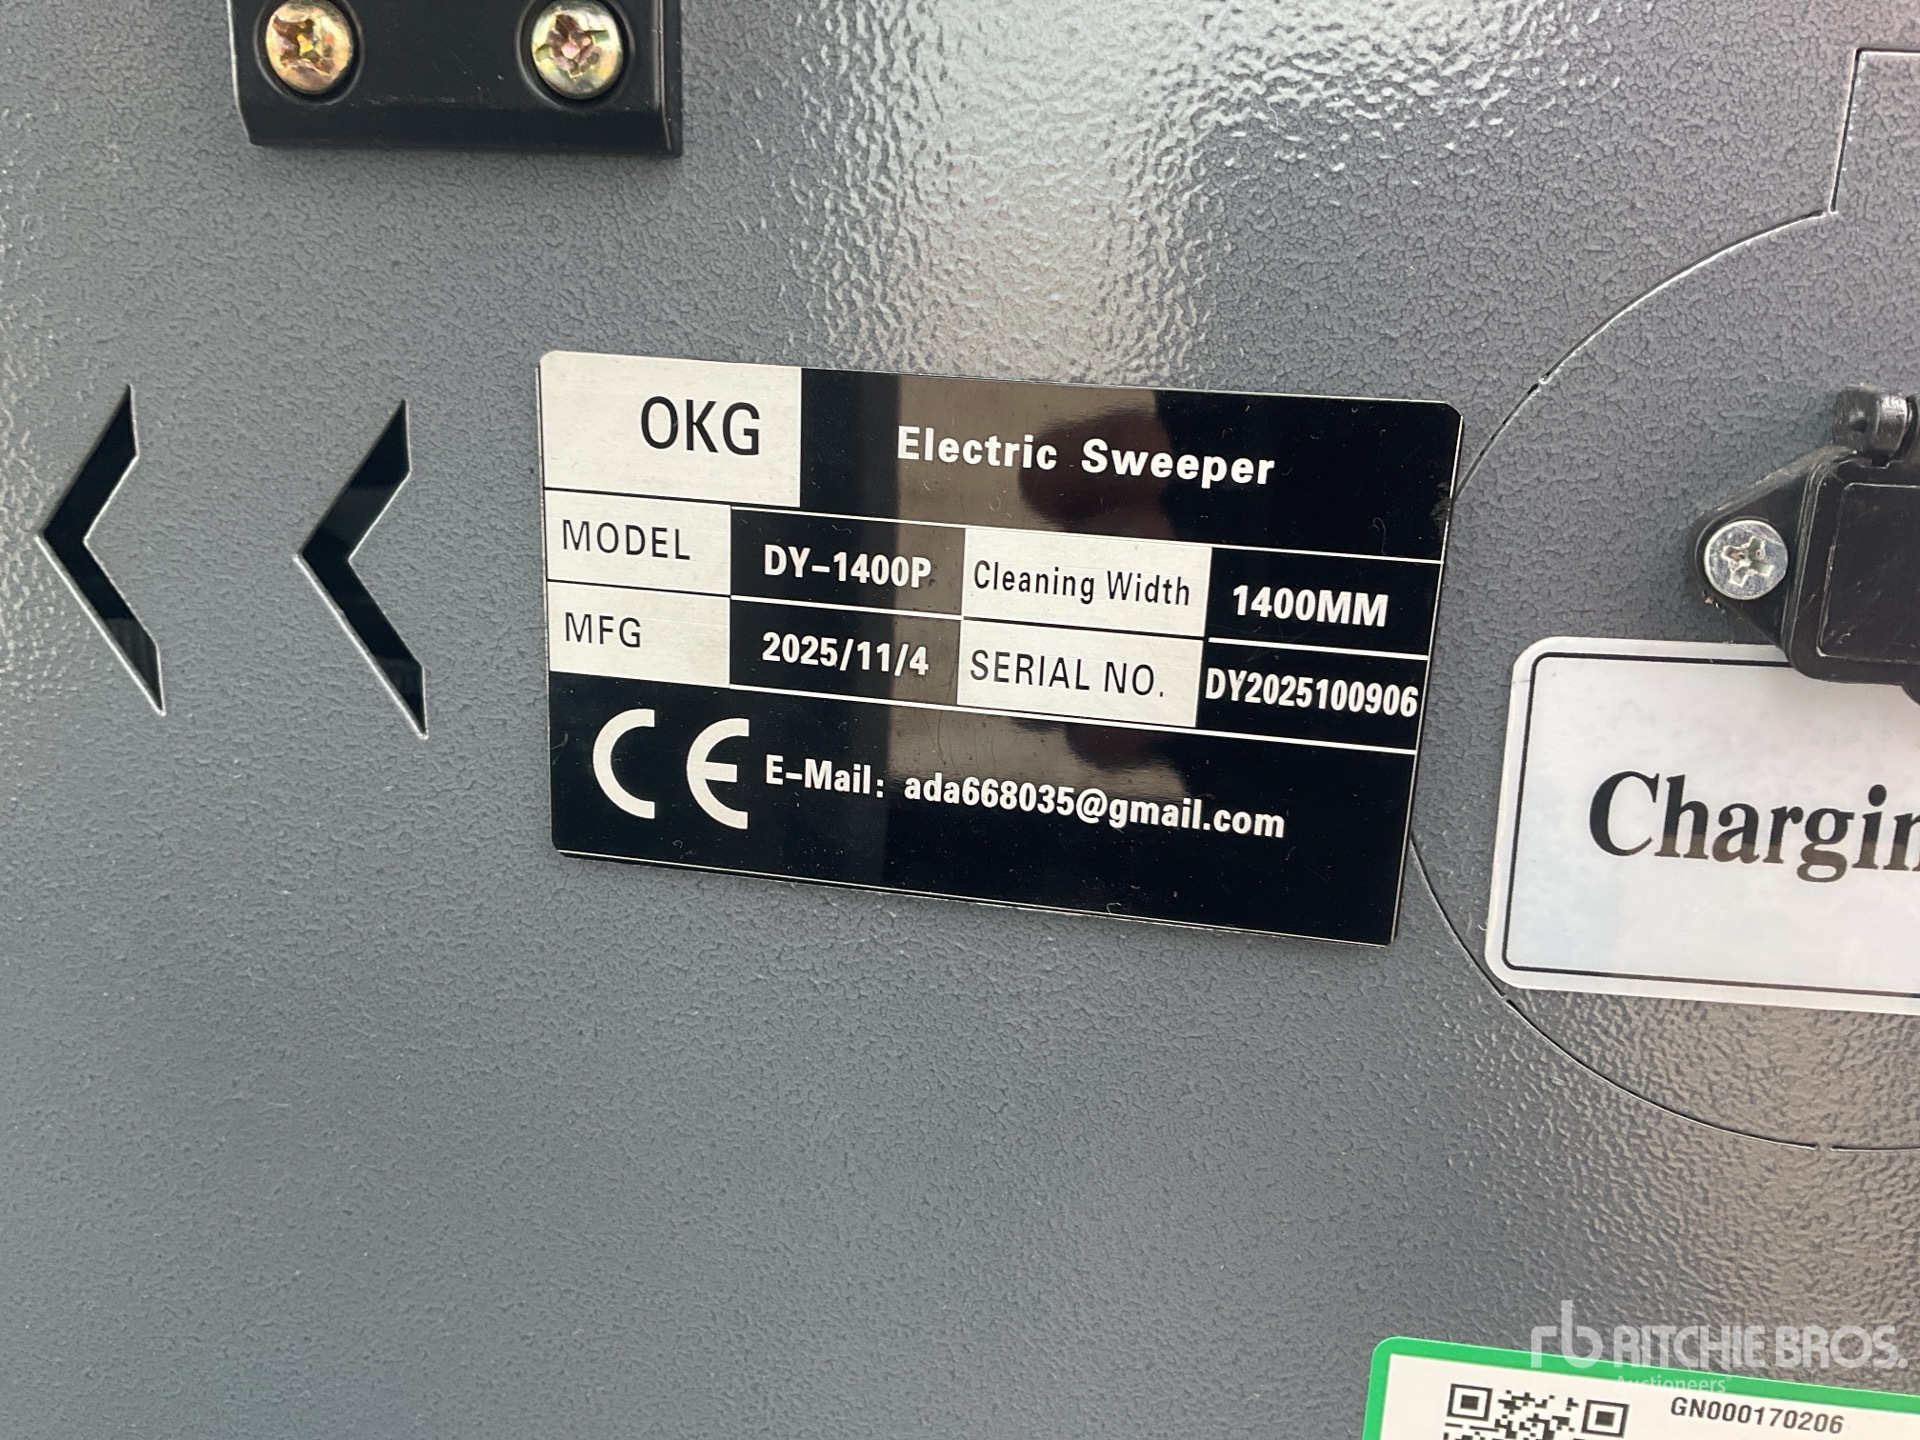 OKG
Electric Sweeper
MODEL DY-1400P Cleaning Width 1400MM
MFG 2025/11/4 SERIAL NO. DY2025100906
CE E-Mail: ada668035@gmail.com
Chargin
rb RITCHIE BROS.
Auctioneers
GN000170206